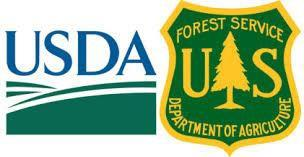 USDA
FOREST SERVICE
U S
DEPARTMENT OF AGRICULTURE